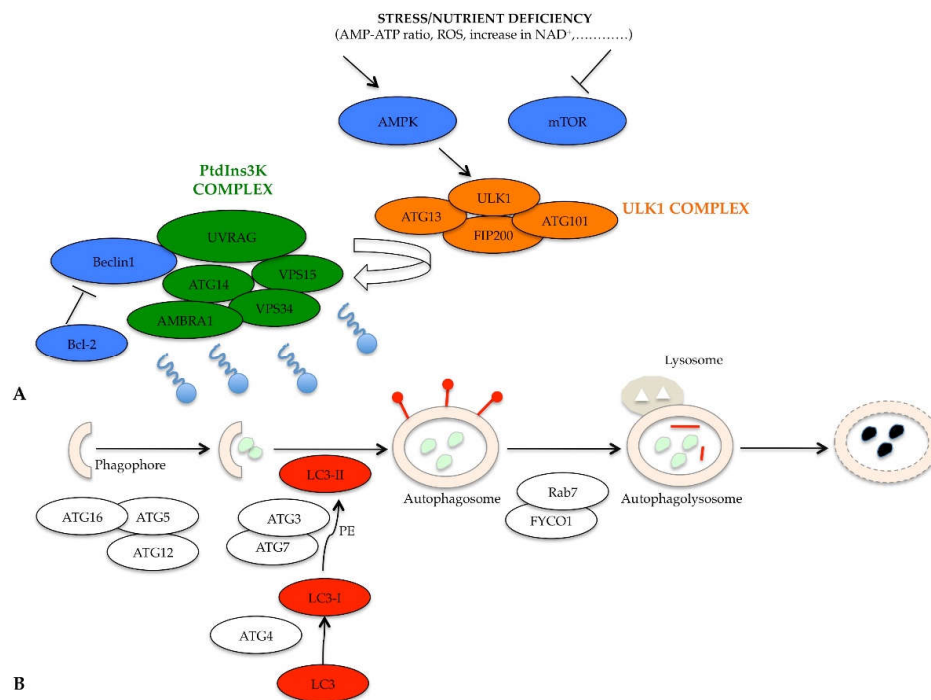 STRESS/NUTRIENT DEFICIENCY
(AMP-ATP ratio, ROS, increase in NAD⁺,…………)
AMPK
mTOR
PtdIns3K
COMPLEX
ULK1
ATG13
ATG101
FIP200
ULK1 COMPLEX
UVRAG
Beclin1
VPS15
ATG14
VPS34
AMBRA1
Bcl-2
A
Lysosome
Phagophore
LC3-II
Autophagosome
Autophagolysosome
Rab7
FYCO1
ATG16
ATG5
ATG12
ATG3
ATG7
PE
LC3-I
ATG4
LC3
B